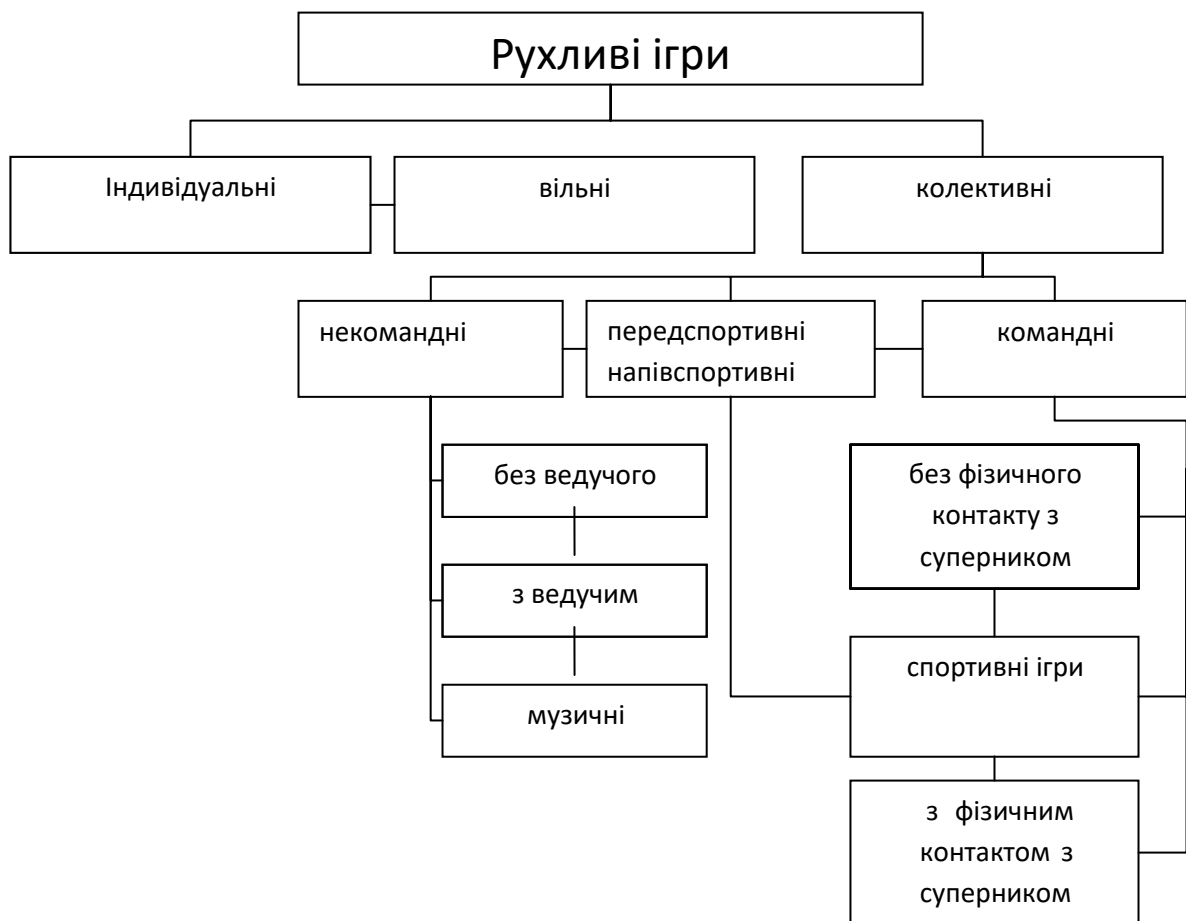 Рухливі ігри
Індивідуальні
вільні
колективні
некомандні
передспортивні
напівспортивні
командні
без ведучого
з ведучим
музичні
без фізичного
контакту з
суперником
спортивні ігри
з фізичним
контактом з
суперником